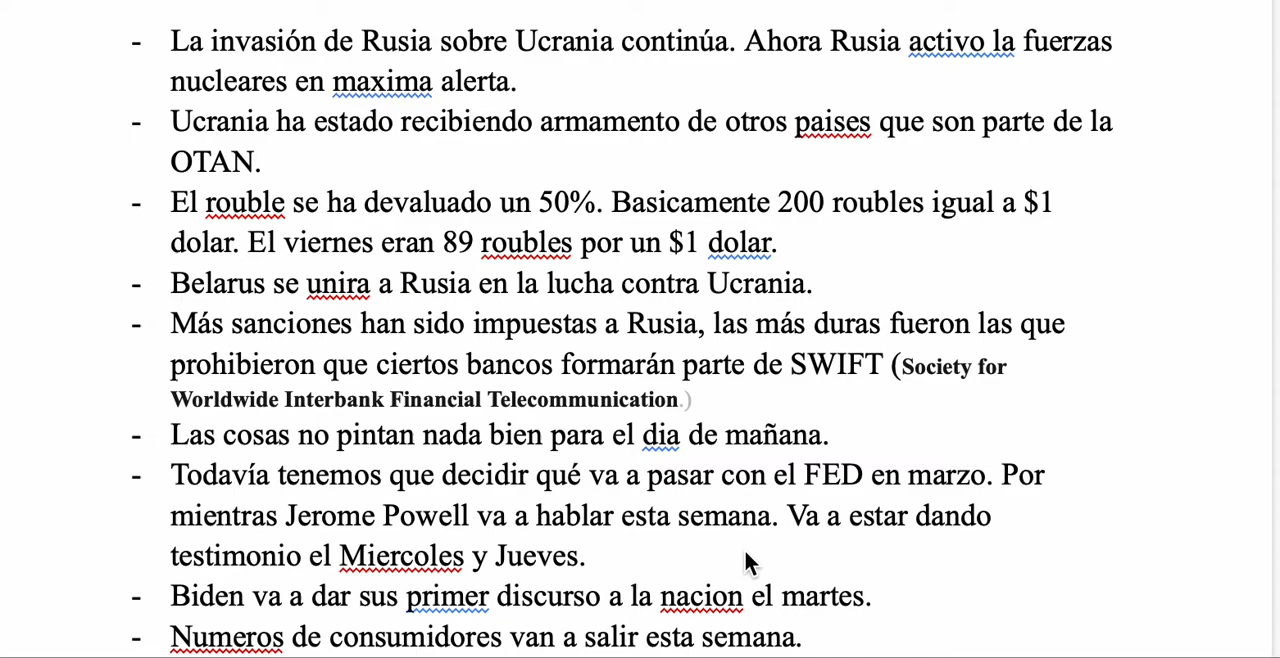 - La invasión de Rusia sobre Ucrania continúa. Ahora Rusia activo la fuerzas
nucleares en maxima alerta.
- Ucrania ha estado recibiendo armamento de otros paises que son parte de la
OTAN.
- El rouble se ha devaluado un 50%. Basicamente 200 roubles igual a $1
dolar. El viernes eran 89 roubles por un $1 dolar.
- Belarus se unira a Rusia en la lucha contra Ucrania.
- Más sanciones han sido impuestas a Rusia, las más duras fueron las que
prohibieron que ciertos bancos formarán parte de SWIFT (Society for
Worldwide Interbank Financial Telecommunication.)
- Las cosas no pintan nada bien para el dia de mañana.
- Todavía tenemos que decidir qué va a pasar con el FED en marzo. Por
mientras Jerome Powell va a hablar esta semana. Va a estar dando
testimonio el Miercoles y Jueves.
- Biden va a dar sus primer discurso a la nacion el martes.
- Numeros de consumidores van a salir esta semana.